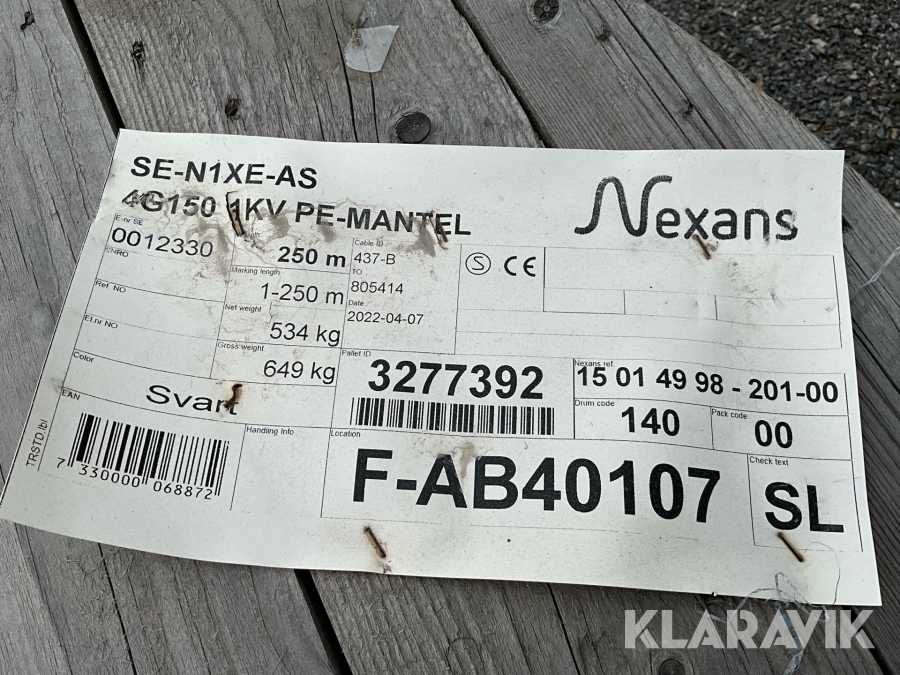 SE-N1XE-AS
4G150 1KV PE-MANTEL
Nexans
E-nr SE
0012330
250 m
Cable ID
437-B
S CE
CNRO
Marking length
1-250 m
TO
805414
Ref. NO
Net weight
534 kg
Date
2022-04-07
El.nr NO
Gross weight
649 kg
Pallet ID
3277392
Nexans ref.
15 01 49 98 - 201-00
Color
Svart
Drum code
140
Pack code
00
EAN
7 330000 068872
Handling Info
Location
F-AB40107
Check text
SL
TRSTD.lbl
KLARAVIK